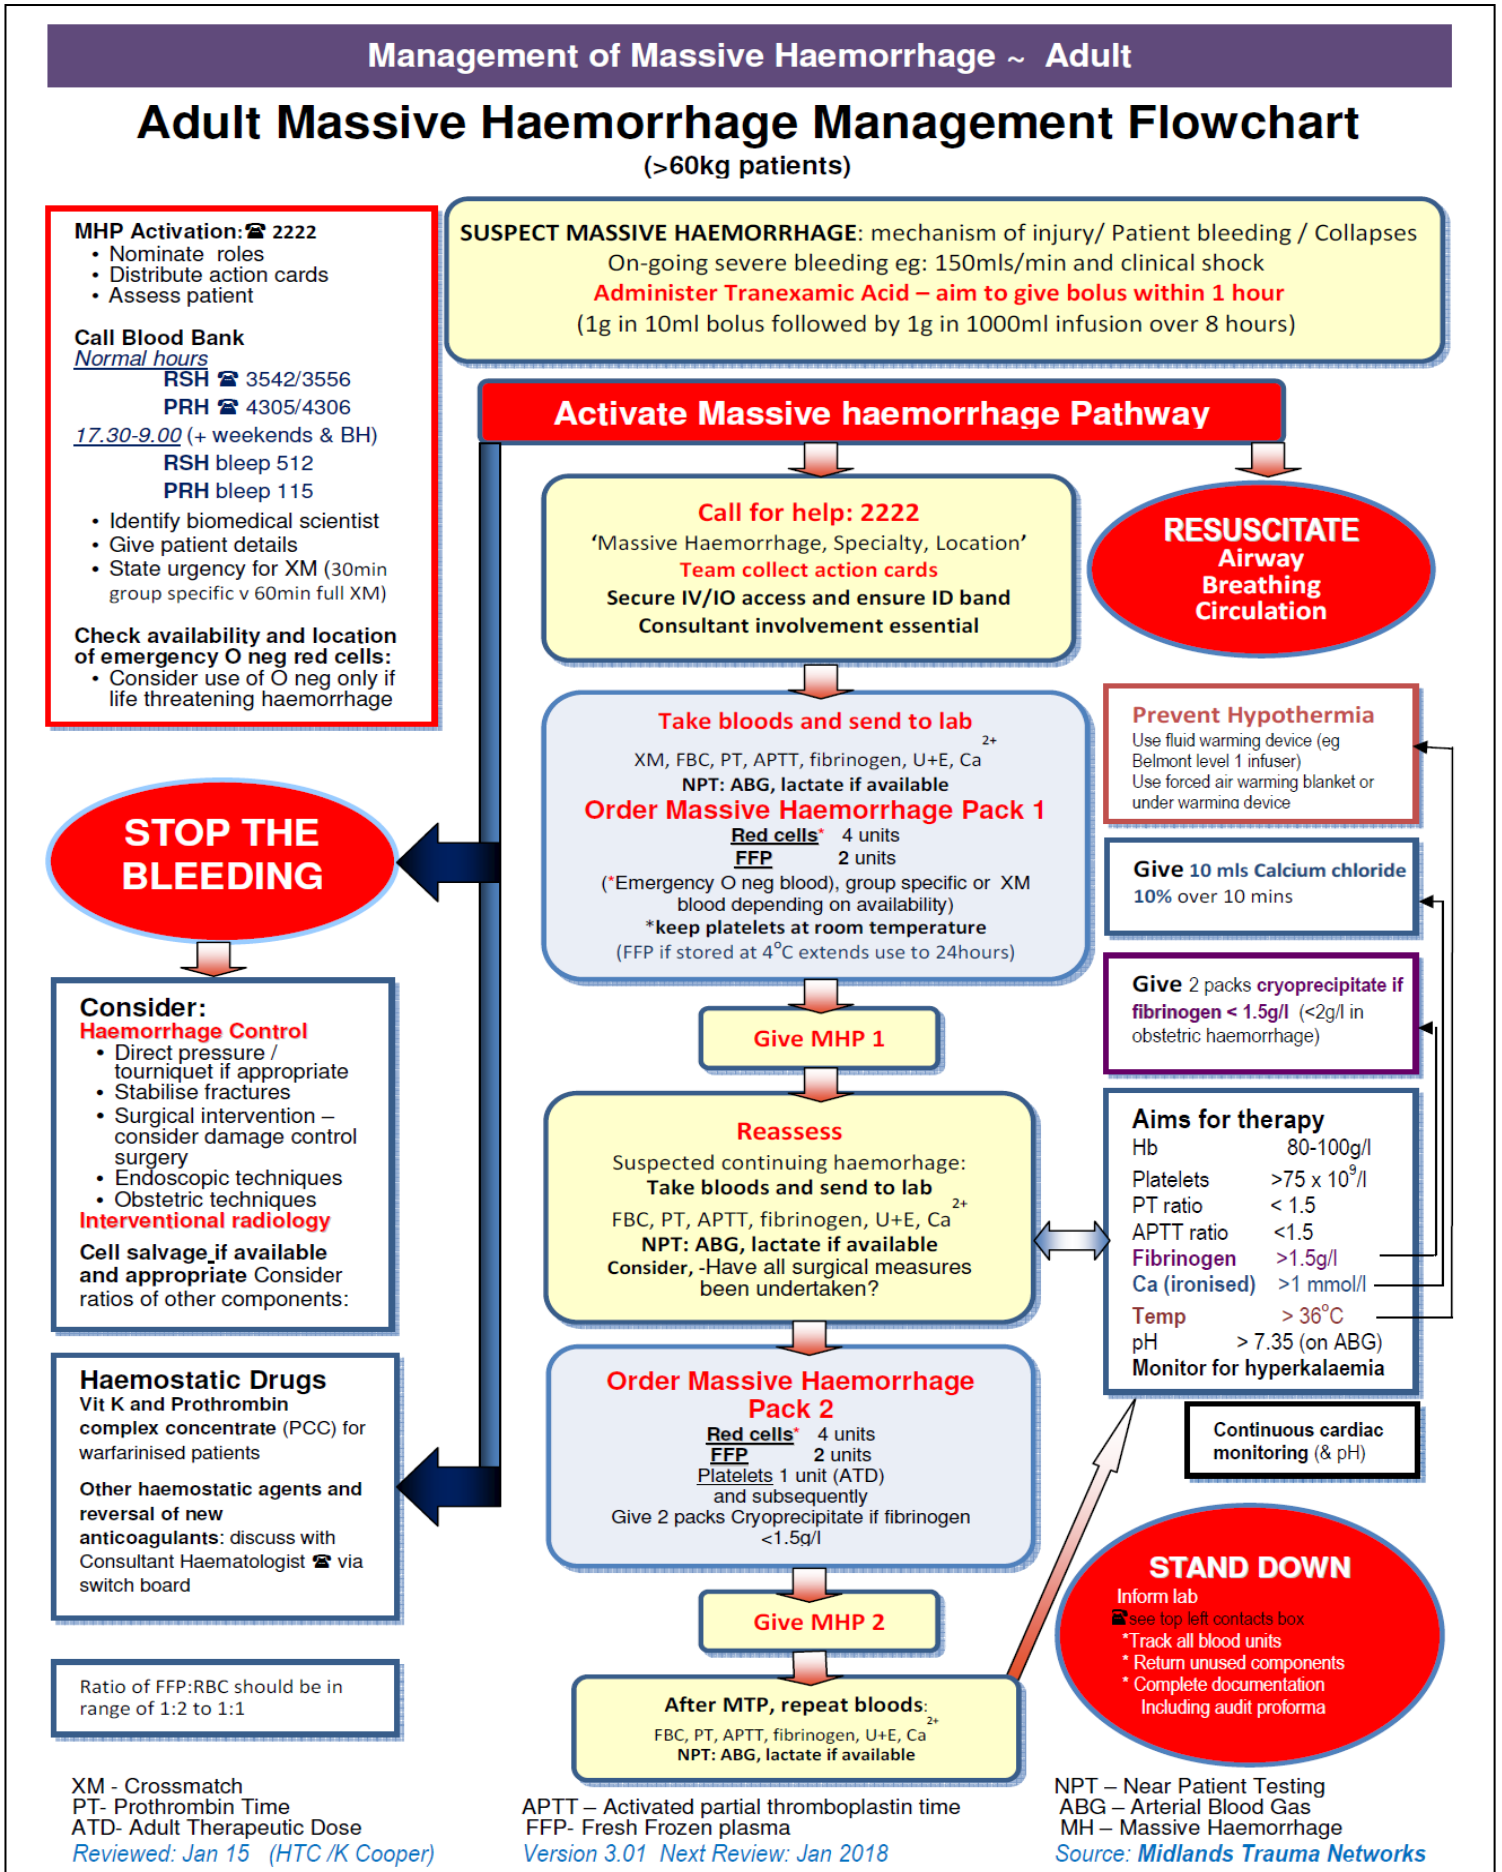 Management of Massive Haemorrhage ~ Adult
Adult Massive Haemorrhage Management Flowchart
(>60kg patients)
MHP Activation:☎ 2222
• Nominate roles
• Distribute action cards
• Assess patient
Call Blood Bank
Normal hours
RSH ☎ 3542/3556
PRH ☎ 4305/4306
17.30-9.00 (+ weekends & BH)
RSH bleep 512
PRH bleep 115
• Identify biomedical scientist
• Give patient details
• State urgency for XM (30min
group specific v 60min full XM)
Check availability and location
of emergency O neg red cells:
• Consider use of O neg only if
life threatening haemorrhage
SUSPECT MASSIVE HAEMORRHAGE: mechanism of injury/ Patient bleeding / Collapses
On-going severe bleeding eg: 150mls/min and clinical shock
Administer Tranexamic Acid – aim to give bolus within 1 hour
(1g in 10ml bolus followed by 1g in 1000ml infusion over 8 hours)
Activate Massive haemorrhage Pathway
Call for help: 2222
‘Massive Haemorrhage, Specialty, Location’
Team collect action cards
Secure IV/IO access and ensure ID band
Consultant involvement essential
RESUSCITATE
Airway
Breathing
Circulation
Take bloods and send to lab
XM, FBC, PT, APTT, fibrinogen, U+E, Ca2+
NPT: ABG, lactate if available
Order Massive Haemorrhage Pack 1
Red cells* 4 units
FFP 2 units
(*Emergency O neg blood), group specific or XM
blood depending on availability)
*keep platelets at room temperature
(FFP if stored at 4°C extends use to 24hours)
Give MHP 1
Reassess
Suspected continuing haemorhage:
Take bloods and send to lab
FBC, PT, APTT, fibrinogen, U+E, Ca2+
NPT: ABG, lactate if available
Consider, -Have all surgical measures
been undertaken?
Order Massive Haemorrhage
Pack 2
Red cells* 4 units
FFP 2 units
Platelets 1 unit (ATD)
and subsequently
Give 2 packs Cryoprecipitate if fibrinogen
<1.5g/l
Give MHP 2
After MTP, repeat bloods:
FBC, PT, APTT, fibrinogen, U+E, Ca2+
NPT: ABG, lactate if available
STOP THE
BLEEDING
Consider:
Haemorrhage Control
• Direct pressure /
tourniquet if appropriate
• Stabilise fractures
• Surgical intervention –
consider damage control
surgery
• Endoscopic techniques
• Obstetric techniques
Interventional radiology
Cell salvage if available
and appropriate Consider
ratios of other components:
Haemostatic Drugs
Vit K and Prothrombin
complex concentrate (PCC) for
warfarinised patients
Other haemostatic agents and
reversal of new
anticoagulants: discuss with
Consultant Haematologist ☎ via
switch board
Ratio of FFP:RBC should be in
range of 1:2 to 1:1
Prevent Hypothermia
Use fluid warming device (eg
Belmont level 1 infuser)
Use forced air warming blanket or
under warming device
Give 10 mls Calcium chloride
10% over 10 mins
Give 2 packs cryoprecipitate if
fibrinogen < 1.5g/l (<2g/l in
obstetric haemorrhage)
Aims for therapy
Hb 80-100g/l
Platelets >75 x 10⁹/l
PT ratio < 1.5
APTT ratio <1.5
Fibrinogen >1.5g/l
Ca (ironised) >1 mmol/l
Temp > 36°C
pH > 7.35 (on ABG)
Monitor for hyperkalaemia
Continuous cardiac
monitoring (& pH)
STAND DOWN
Inform lab
☎see top left contacts box
*Track all blood units
* Return unused components
* Complete documentation
Including audit proforma
XM - Crossmatch
PT- Prothrombin Time
ATD- Adult Therapeutic Dose
Reviewed: Jan 15 (HTC /K Cooper)
APTT – Activated partial thromboplastin time
FFP- Fresh Frozen plasma
Version 3.01 Next Review: Jan 2018
NPT – Near Patient Testing
ABG – Arterial Blood Gas
MH – Massive Haemorrhage
Source: Midlands Trauma Networks